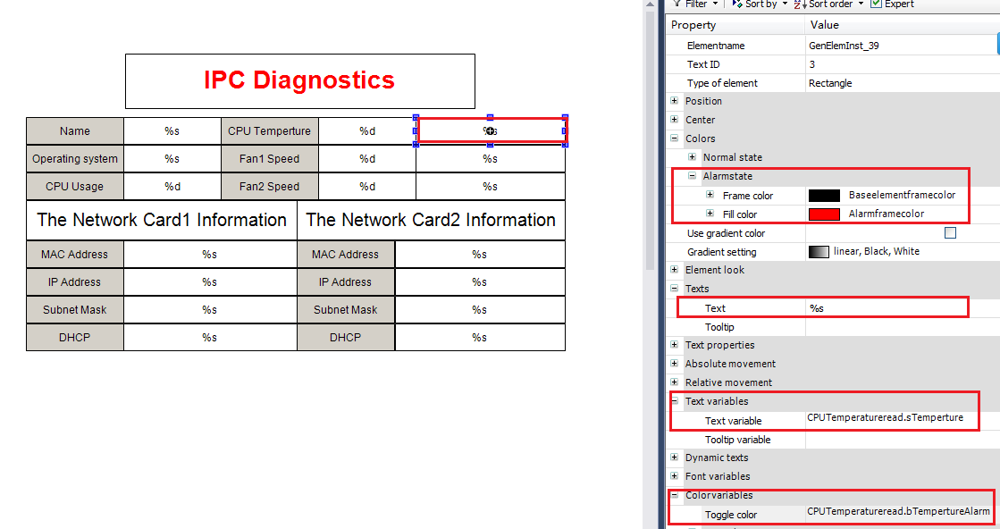 IPC Diagnostics
Name %s CPU Temperture %d %s
Operating system %s Fan1 Speed %d %s
CPU Usage %d Fan2 Speed %d %s
The Network Card1 Information The Network Card2 Information
MAC Address %s MAC Address %s
IP Address %s IP Address %s
Subnet Mask %s Subnet Mask %s
DHCP %s DHCP %s
Filter Sort by Sort order Expert
Property Value
Elementname GenElemInst_39
Text ID 3
Type of element Rectangle
Position
Center
Colors
Normal state
Alarmstate
Frame color Baseelementframecolor
Fill color Alarmframecolor
Use gradient color
Gradient setting linear, Black, White
Element look
Texts
Text %s
Tooltip
Text properties
Absolute movement
Relative movement
Text variables
Text variable CPUTemperatureread.sTemperture
Tooltip variable
Dynamic texts
Font variables
Colorvariables
Toggle color CPUTemperatureread.bTempertureAlarm